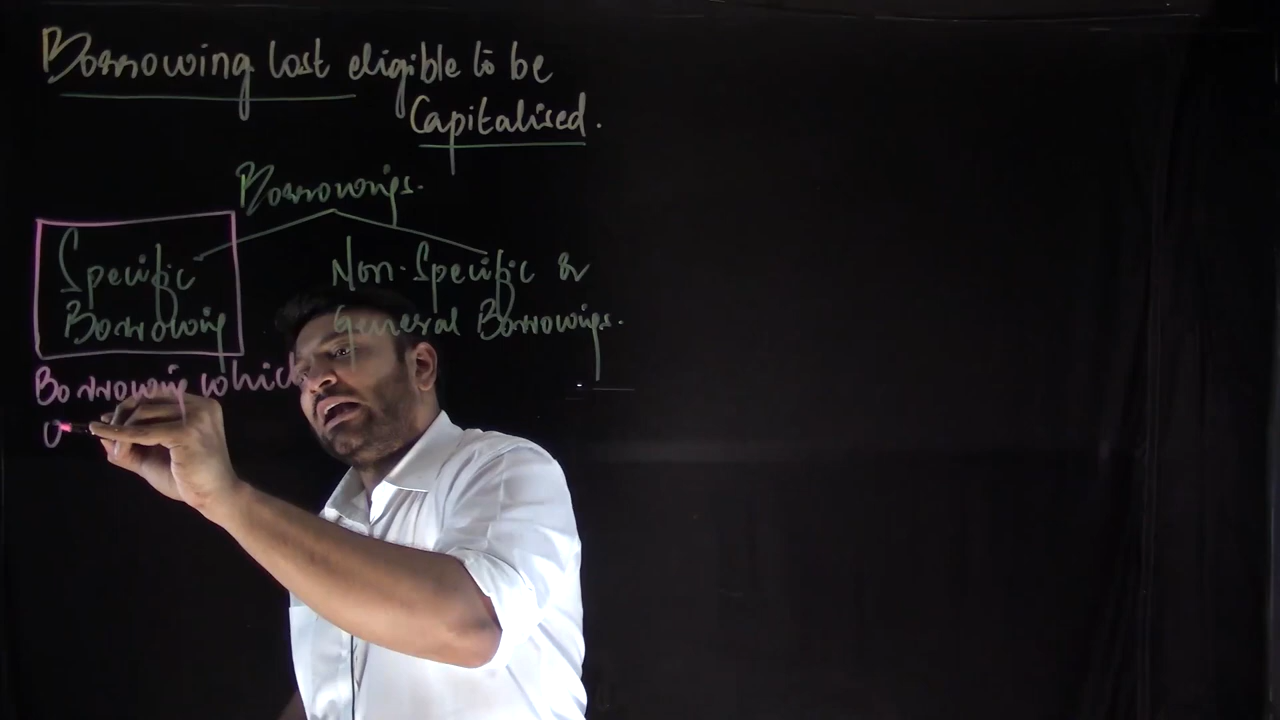 Borrowing Cost eligible to be
Capitalised.
Borrowings.
Specific
Borrowing
Non-Specific or
General Borrowings.
Borrowing which